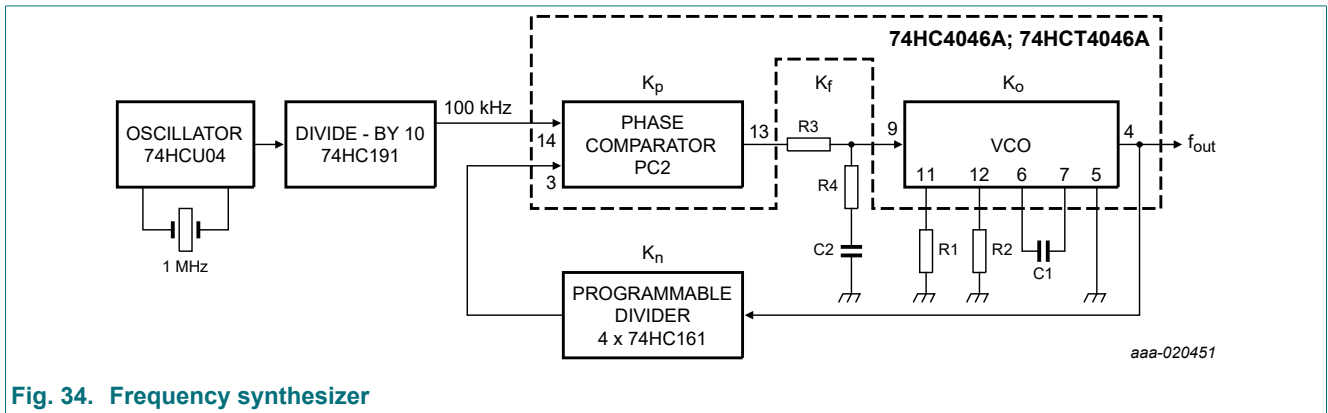 74HC4046A; 74HCT4046A
Kp
Kf
Ko
100 kHz
OSCILLATOR
74HCU04
DIVIDE - BY 10
74HC191
14
3
PHASE
COMPARATOR
PC2
13
R3
9
VCO
4
fout
11
12
6
7
5
R4
R1
R2
C1
C2
1 MHz
Kn
PROGRAMMABLE
DIVIDER
4 x 74HC161
aaa-020451
Fig. 34. Frequency synthesizer